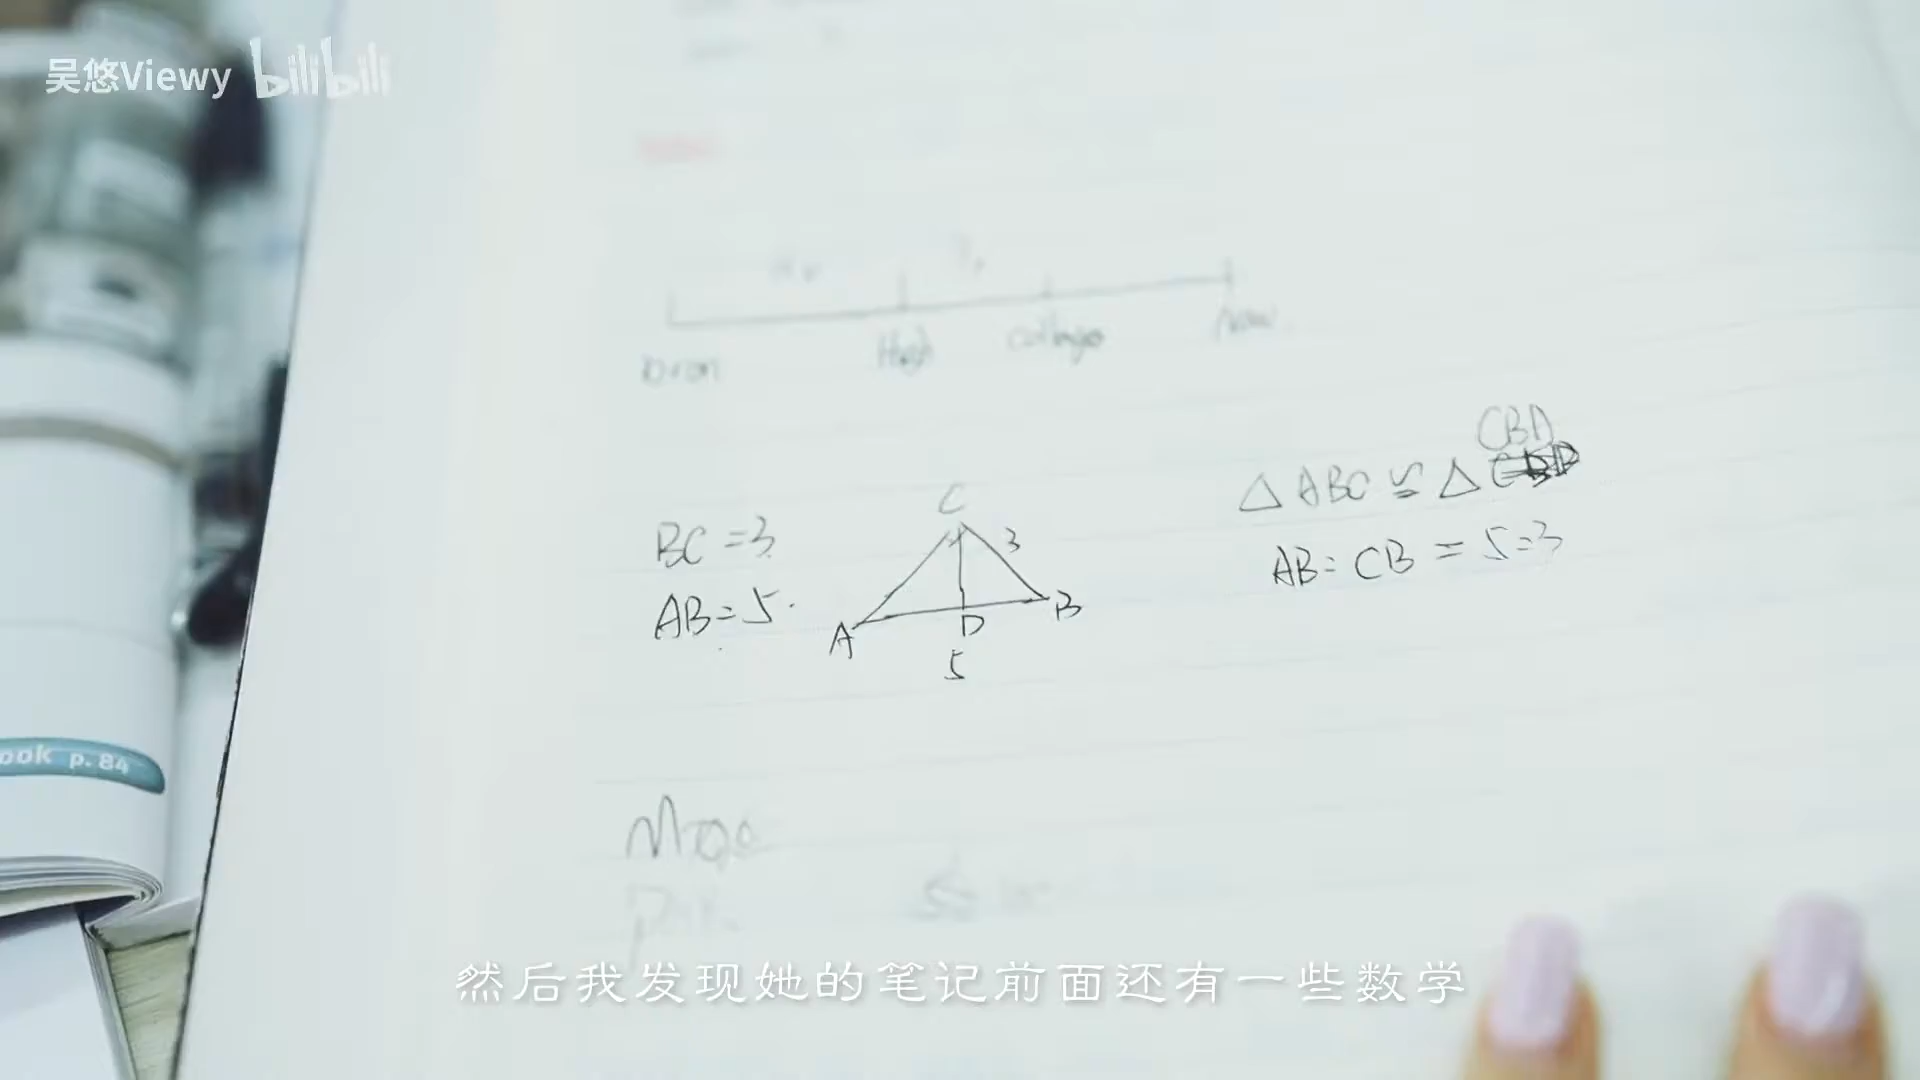 吴悠Viewy bilibili
High
college
CBD
BC=3
C
3
△ABC ≌ △
AB=5.
A
D
B
5
AB=CB=5=3
ook p.84
然后我发现她的笔记前面还有一些数学